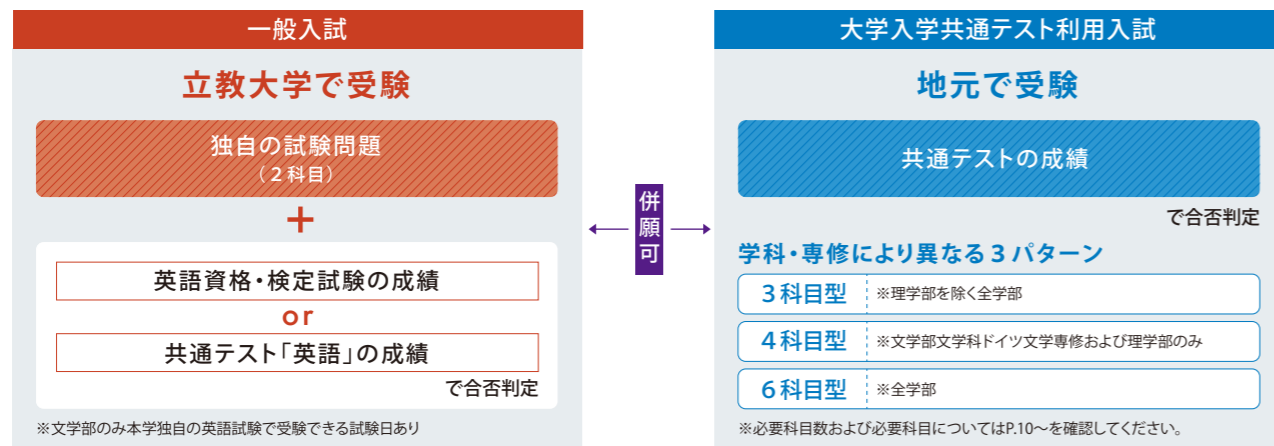 一般入試
立教大学で受験
独自の試験問題
（２科目）
＋
英語資格・検定試験の成績
or
共通テスト「英語」の成績
で合否判定
※文学部のみ本学独自の英語試験で受験できる試験日あり
併願可
大学入学共通テスト利用入試
地元で受験
共通テストの成績
で合否判定
学科・専修により異なる３パターン
３科目型 ※理学部を除く全学部
４科目型 ※文学部文学科ドイツ文学専修および理学部のみ
６科目型 ※全学部
※必要科目数および必要科目についてはP.10〜を確認してください。